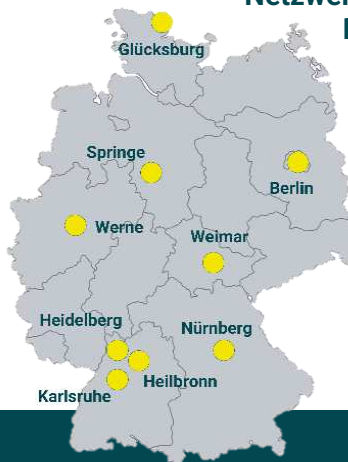 Glücksburg
Springe
Berlin
Werne
Weimar
Heidelberg
Nürnberg
Heilbronn
Karlsruhe